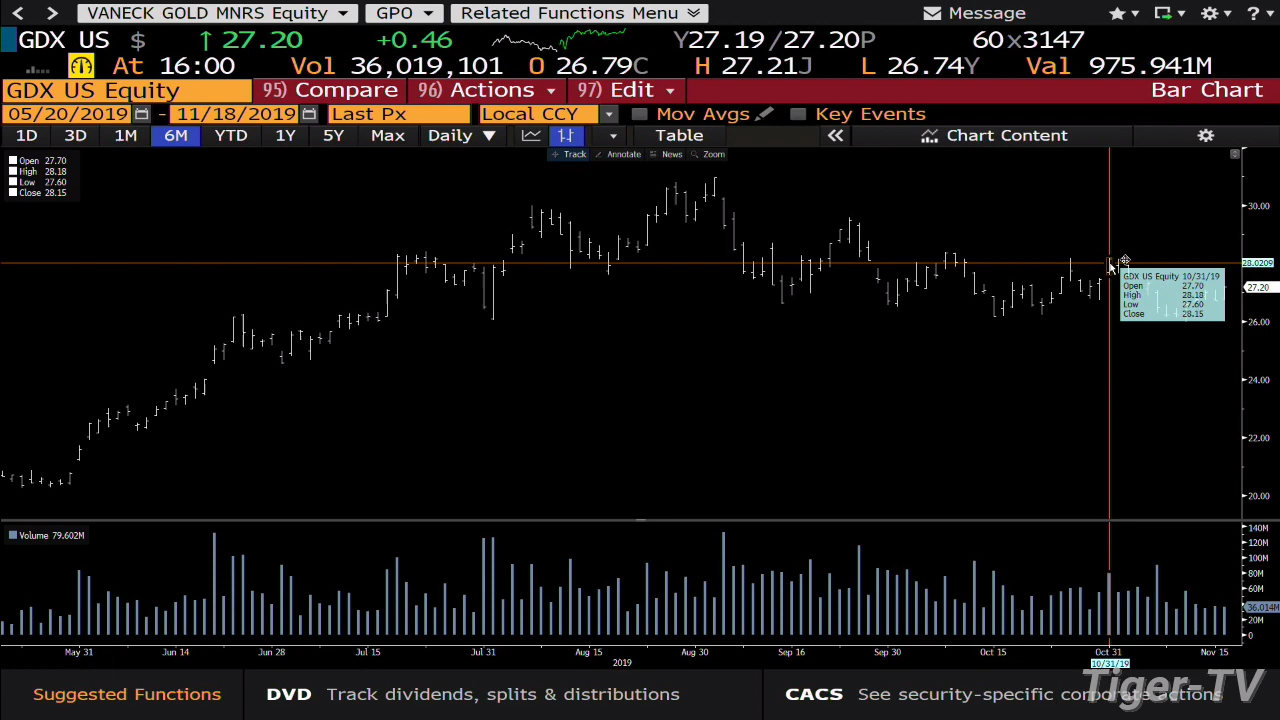 VANECK GOLD MNRS Equity GPO Related Functions Menu Message
GDX US $ ↑ 27.20 +0.46 Y27.19/27.20P 60x3147
At 16:00 Vol 36,019,101 O 26.79C H 27.21J L 26.74Y Val 975.941M
GDX US Equity 95) Compare 96) Actions 97) Edit Bar Chart
05/20/2019 - 11/18/2019 Last Px Local CCY Mov Avgs Key Events
1D 3D 1M 6M YTD 1Y 5Y Max Daily ▼ Table « Chart Content
Track Annotate News Zoom
Open 27.70
High 28.18
Low 27.60
Close 28.15
30.00
28.0209
GDX US Equity 10/31/19
Open 27.70
High 28.18
Low 27.60
Close 28.15
27.20
26.00
24.00
22.00
20.00
Volume 79.602M
140M
120M
100M
80M
60M
36.014M
20M
0
May 31 Jun 14 Jun 28 Jul 15 Jul 31 Aug 15 Aug 30 Sep 16 Sep 30 Oct 15 Oct 31 Nov 15
2019 10/31/19
Suggested Functions DVD Track dividends, splits & distributions CACS See security-specific corporate actions
Tiger-TV